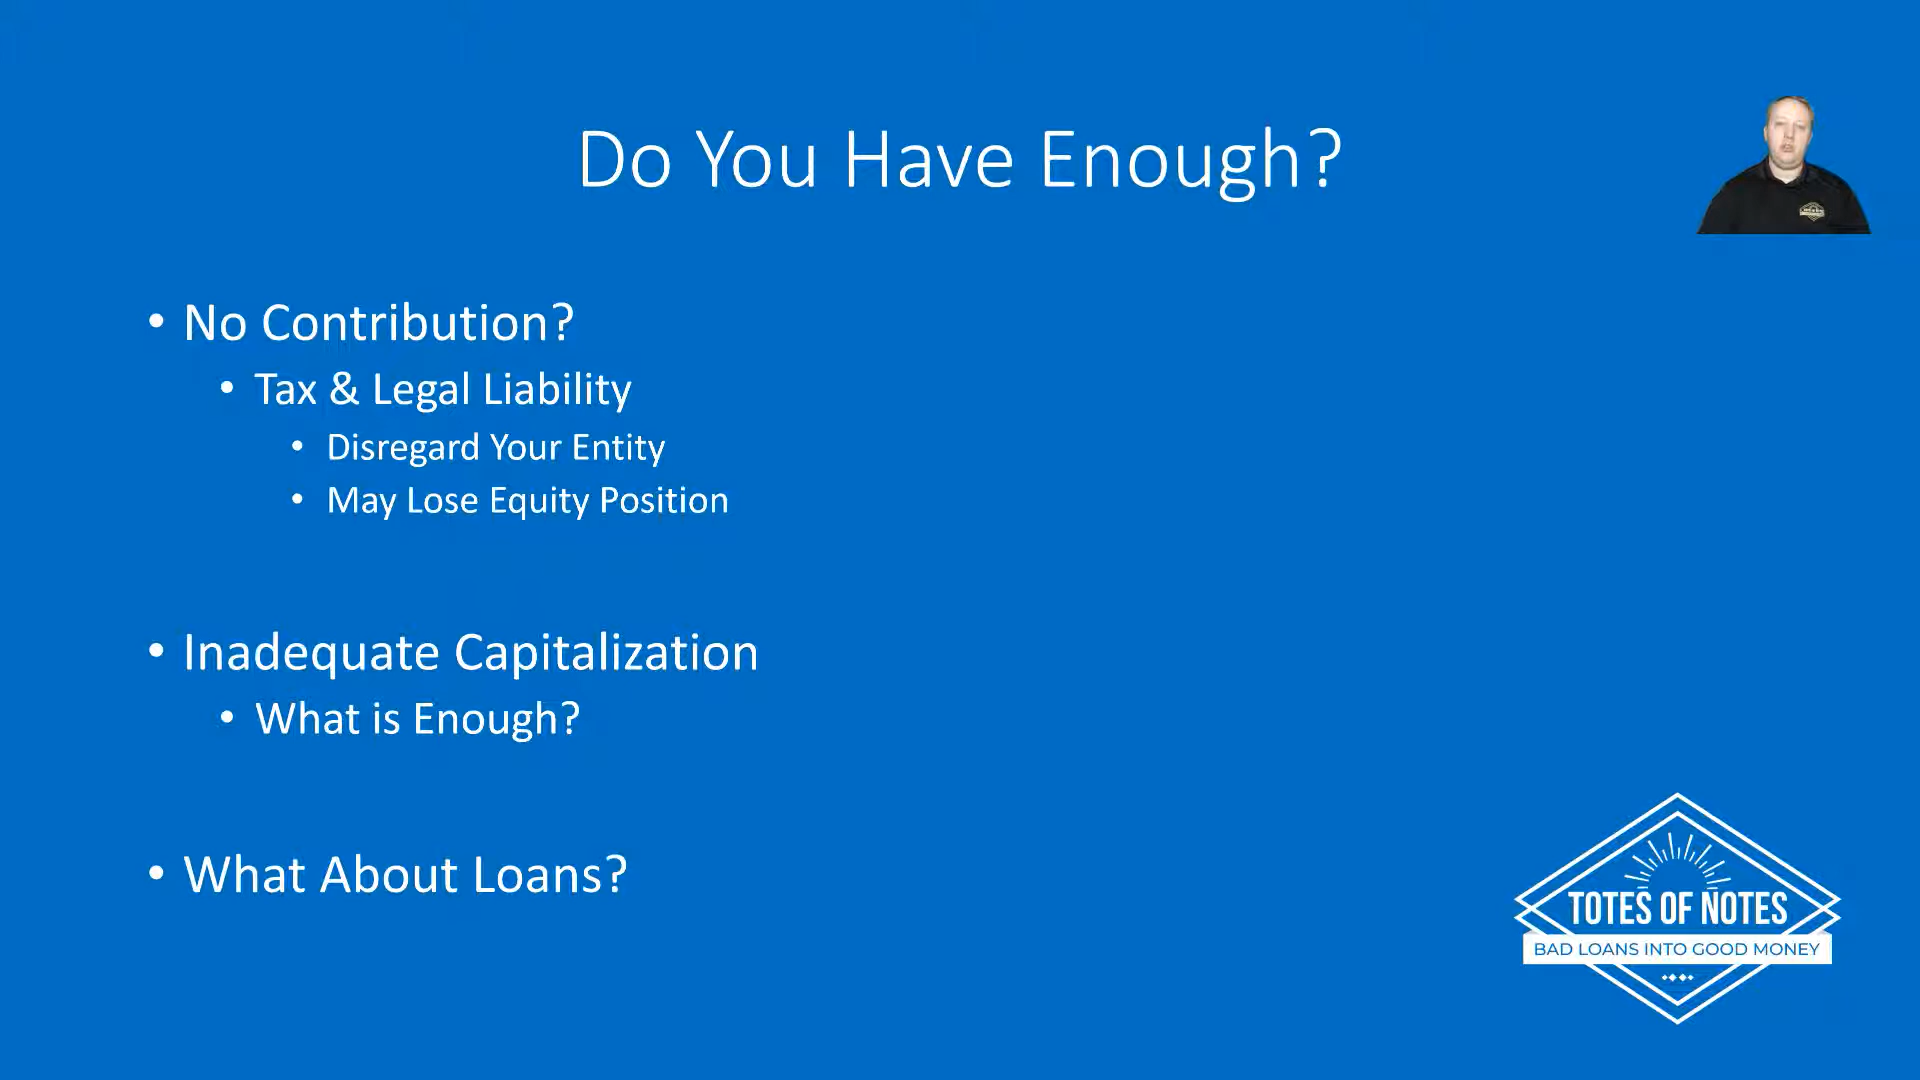 Do You Have Enough?
• No Contribution?
• Tax & Legal Liability
• Disregard Your Entity
• May Lose Equity Position
• Inadequate Capitalization
• What is Enough?
• What About Loans?
TOTES OF NOTES
BAD LOANS INTO GOOD MONEY